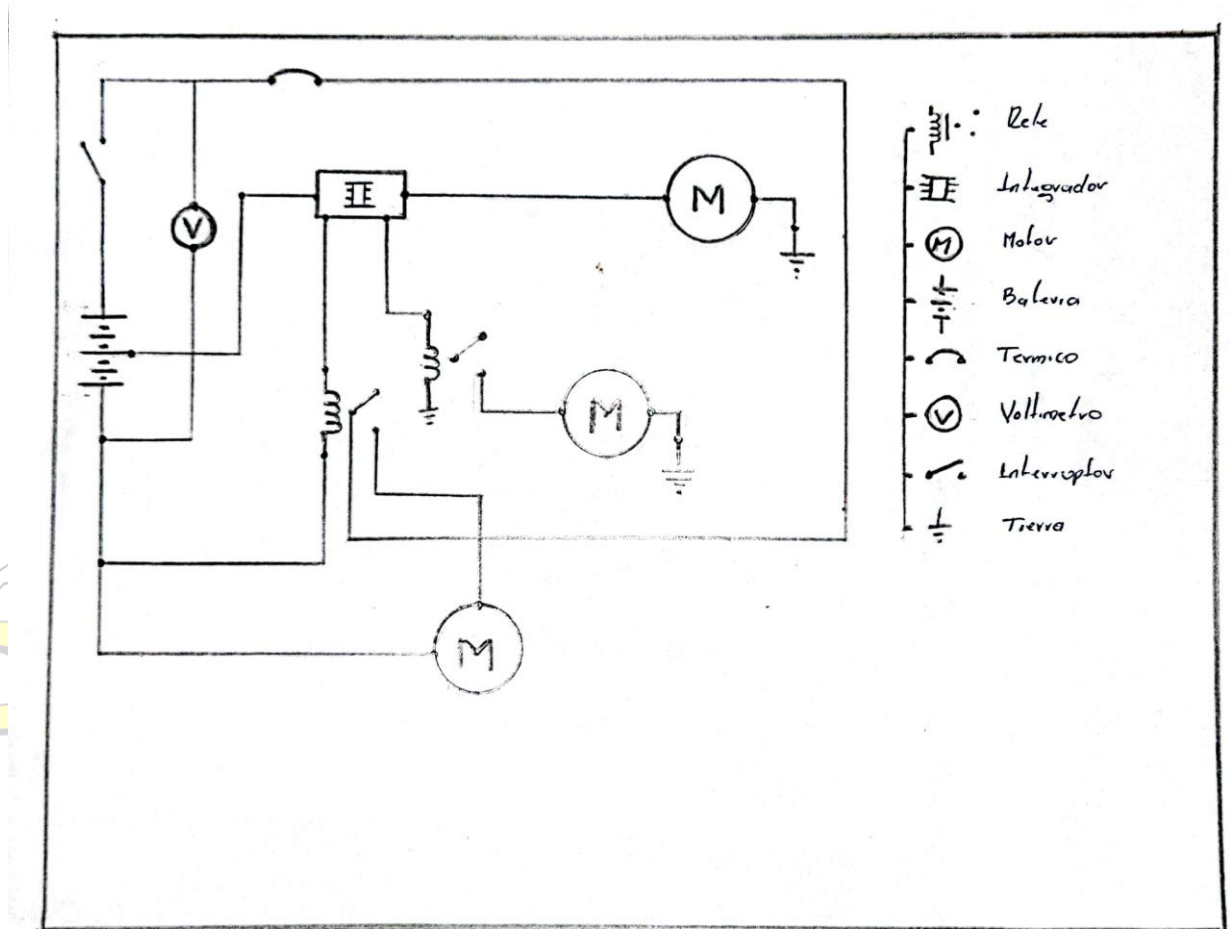 V
M
M
M
Rele
Integrador
M Motor
Bateria
Termico
V Voltimetro
Interruptor
Tierra